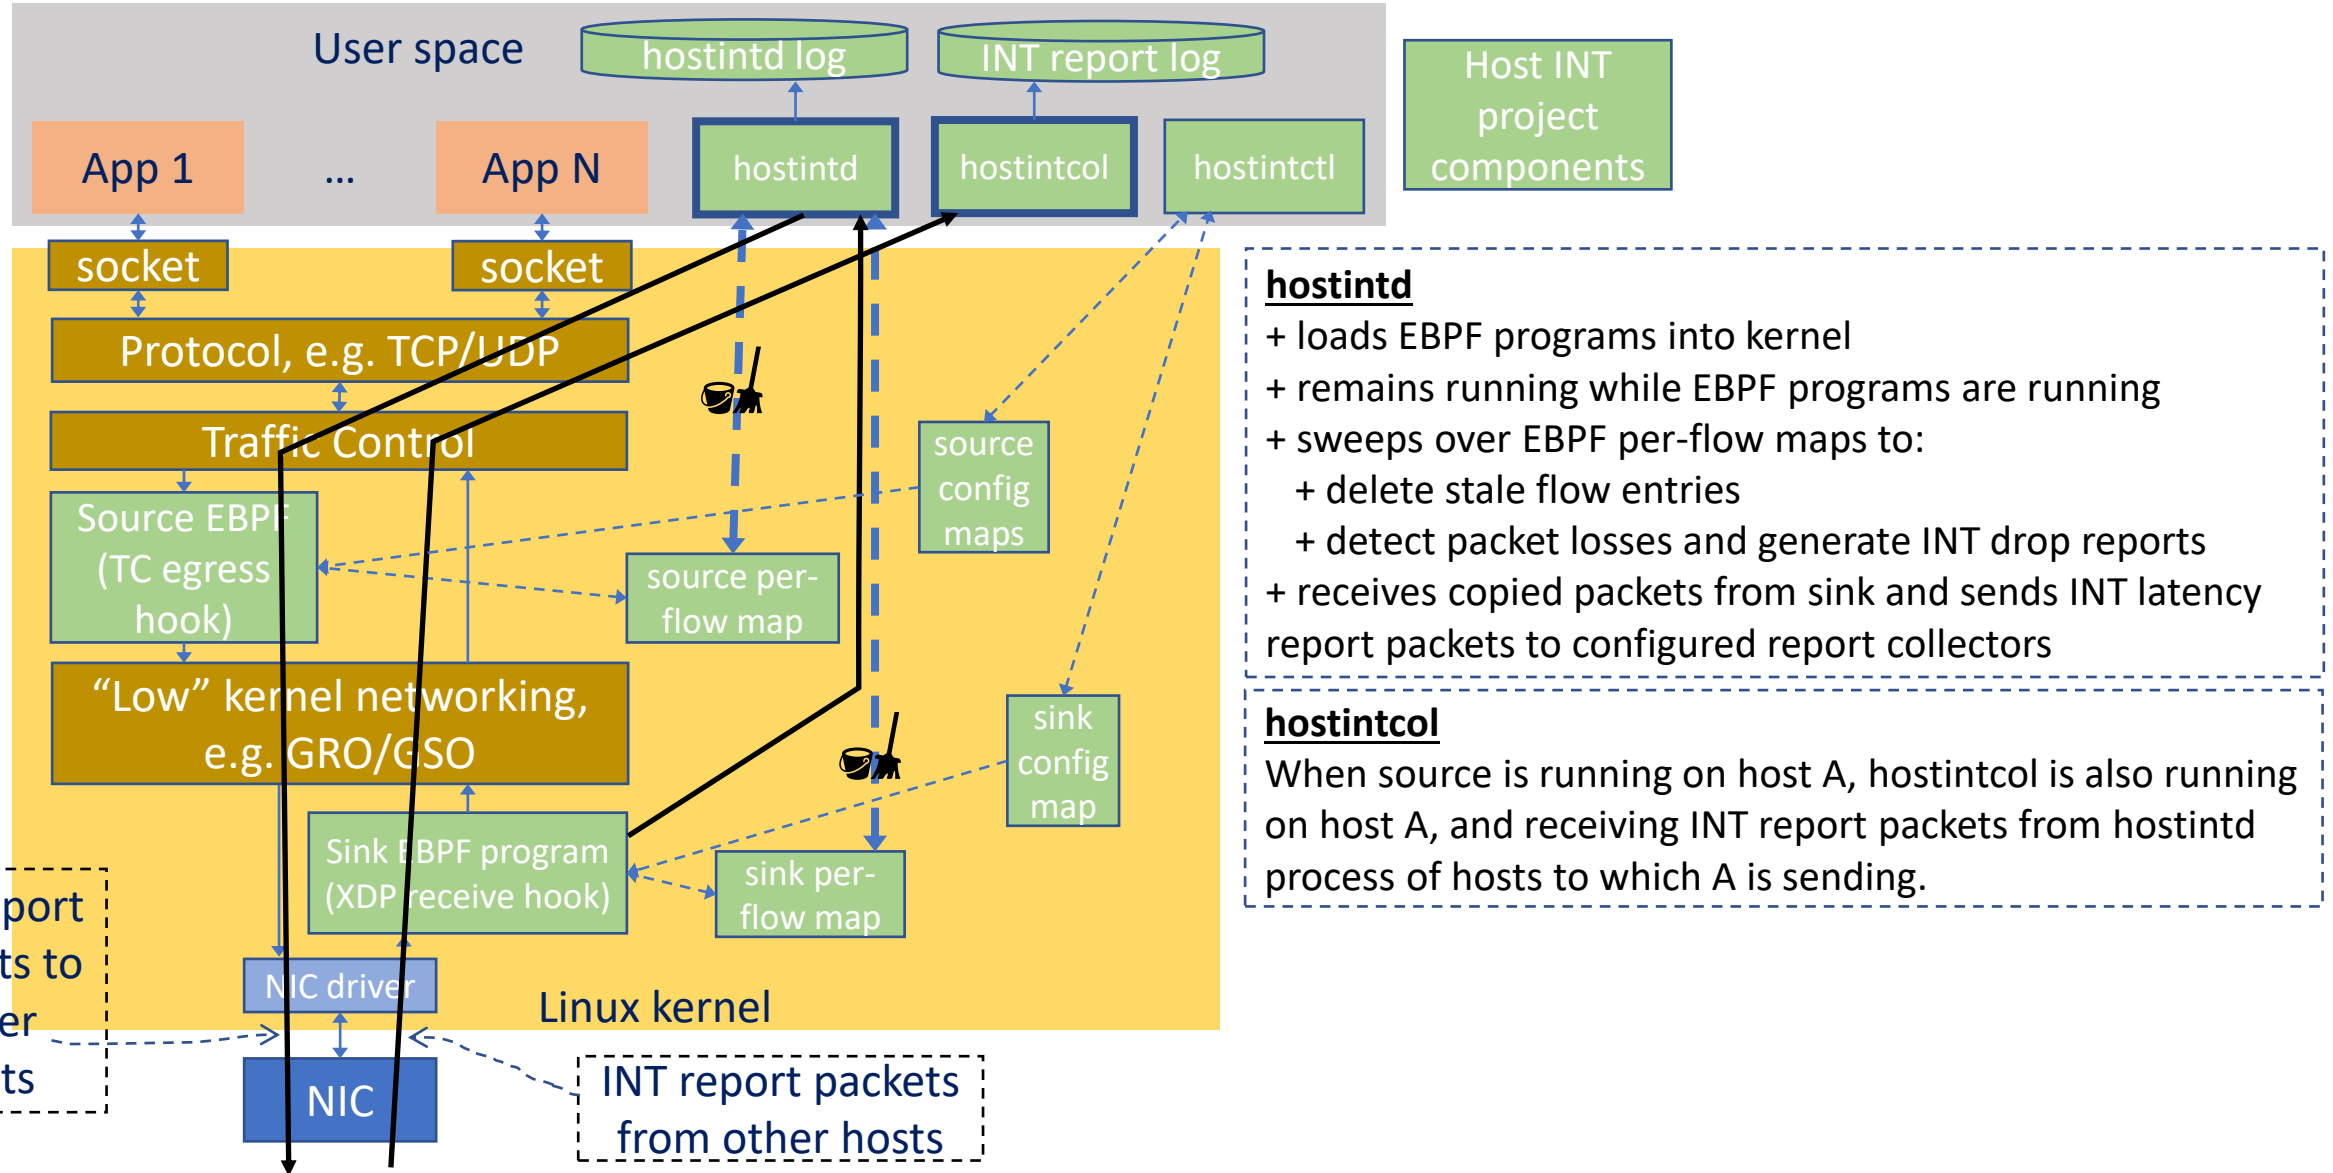 User space
hostintd log
INT report log
Host INT
project
components
App 1
...
App N
hostintd
hostintcol
hostintctl
socket
socket
Protocol, e.g. TCP/UDP
Traffic Control
Source EBPF
(TC egress
hook)
source per-
flow map
source
config
maps
“Low” kernel networking,
e.g. GRO/GSO
sink
config
map
Sink EBPF program
(XDP receive hook)
sink per-
flow map
NIC driver
Linux kernel
NIC
port
ts to
er
ts
INT report packets
from other hosts
hostintd
+ loads EBPF programs into kernel
+ remains running while EBPF programs are running
+ sweeps over EBPF per-flow maps to:
+ delete stale flow entries
+ detect packet losses and generate INT drop reports
+ receives copied packets from sink and sends INT latency
report packets to configured report collectors
hostintcol
When source is running on host A, hostintcol is also running
on host A, and receiving INT report packets from hostintd
process of hosts to which A is sending.